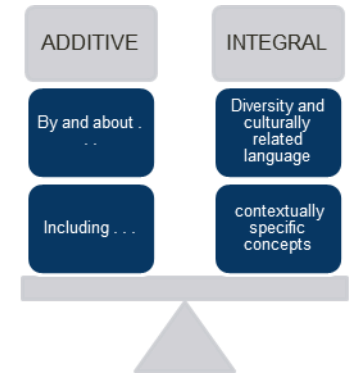 ADDITIVE
INTEGRAL
By and about .
. .
Diversity and
culturally
related
language
Including . . .
contextually
specific
concepts